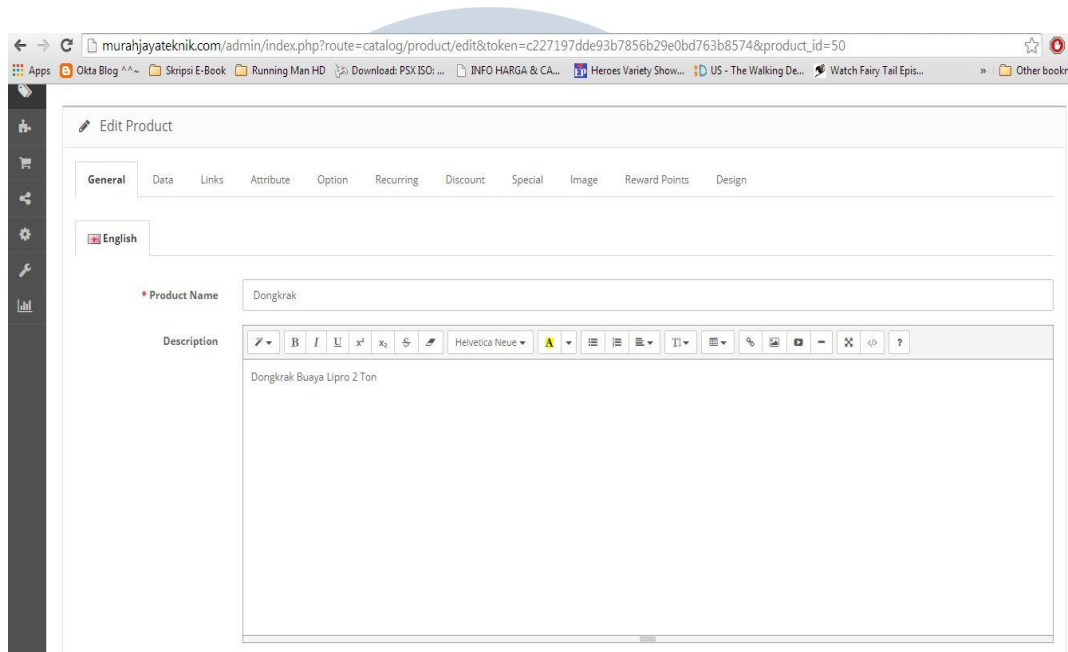 murahjayateknik.com/admin/index.php?route=catalog/product/edit&token=c227197dde93b7856b29e0bd763b8574&product_id=50
Apps Okta Blog ^^~ Skripsi E-Book Running Man HD Download: PSX ISO: ... INFO HARGA & CA... Heroes Variety Show... US - The Walking De... Watch Fairy Tail Epis... » Other bookr
Edit Product
General Data Links Attribute Option Recurring Discount Special Image Reward Points Design
English
* Product Name Dongkrak
Description B I U x² x₂ S Helvetica Neue A T I </> ?
Dongkrak Buaya Lipro 2 Ton